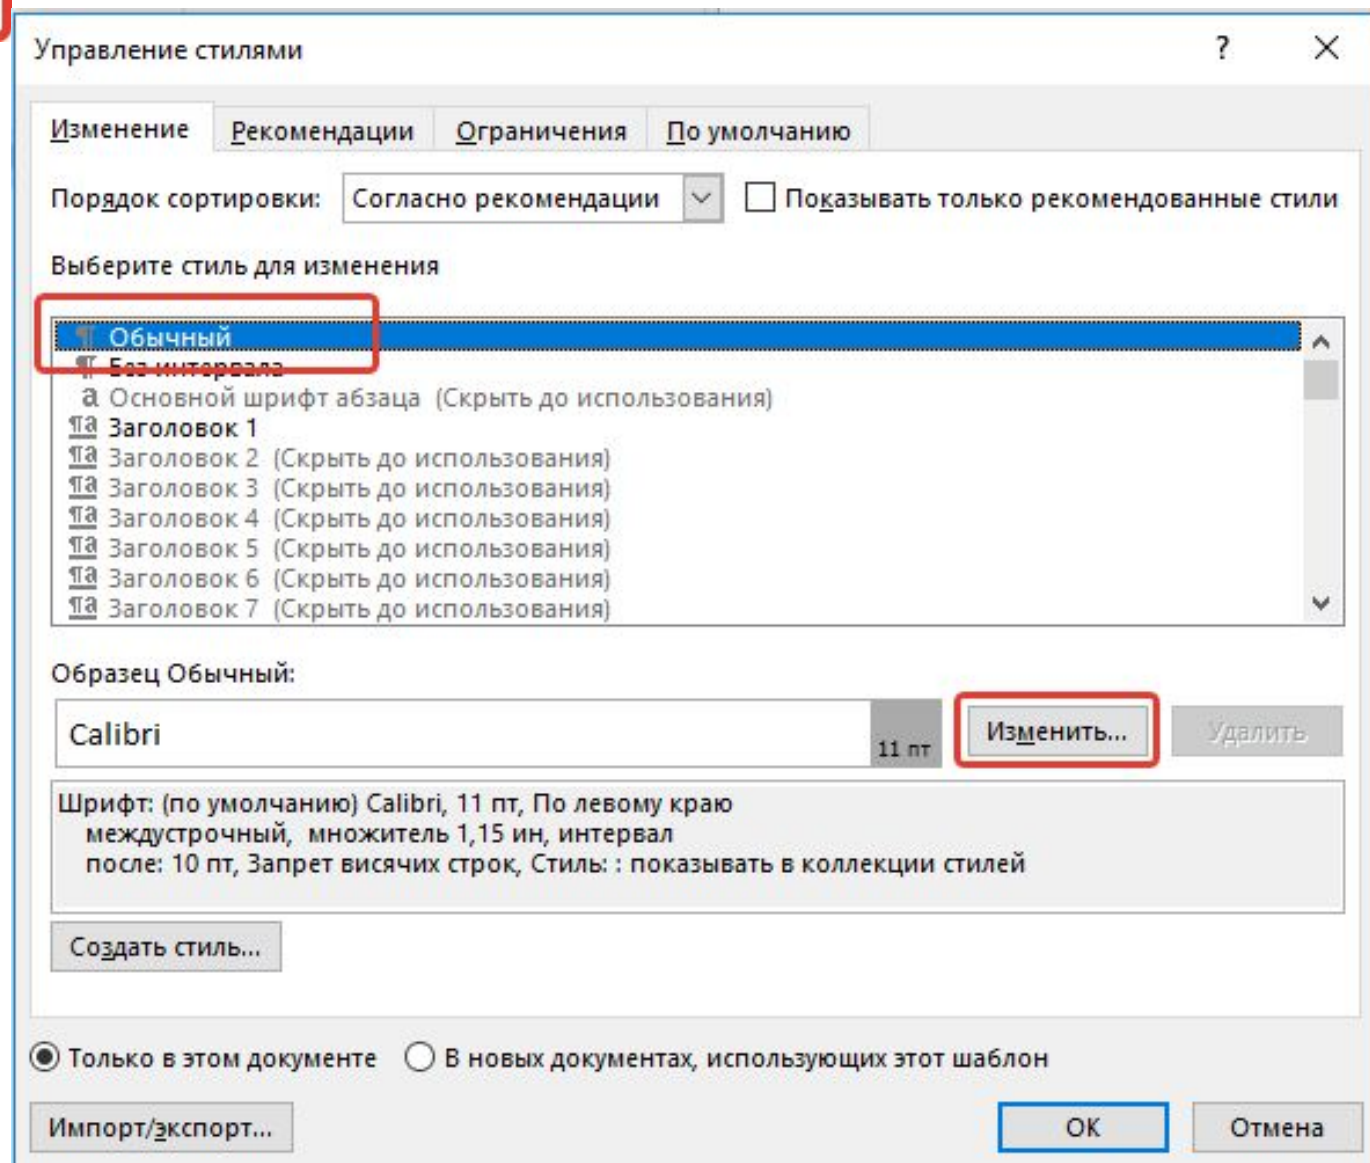 Управление стилями ?
Изменение Рекомендации Ограничения По умолчанию
Порядок сортировки: Согласно рекомендации Показывать только рекомендованные стили
Выберите стиль для изменения
¶ Обычный
¶ Без интервала
a Основной шрифт абзаца (Скрыть до использования)
¶a Заголовок 1
¶a Заголовок 2 (Скрыть до использования)
¶a Заголовок 3 (Скрыть до использования)
¶a Заголовок 4 (Скрыть до использования)
¶a Заголовок 5 (Скрыть до использования)
¶a Заголовок 6 (Скрыть до использования)
¶a Заголовок 7 (Скрыть до использования)
Образец Обычный:
Calibri 11 пт Изменить... Удалить
Шрифт: (по умолчанию) Calibri, 11 пт, По левому краю
междустрочный, множитель 1,15 ин, интервал
после: 10 пт, Запрет висячих строк, Стиль: : показывать в коллекции стилей
Создать стиль...
Только в этом документе В новых документах, использующих этот шаблон
Импорт/экспорт... ОК Отмена